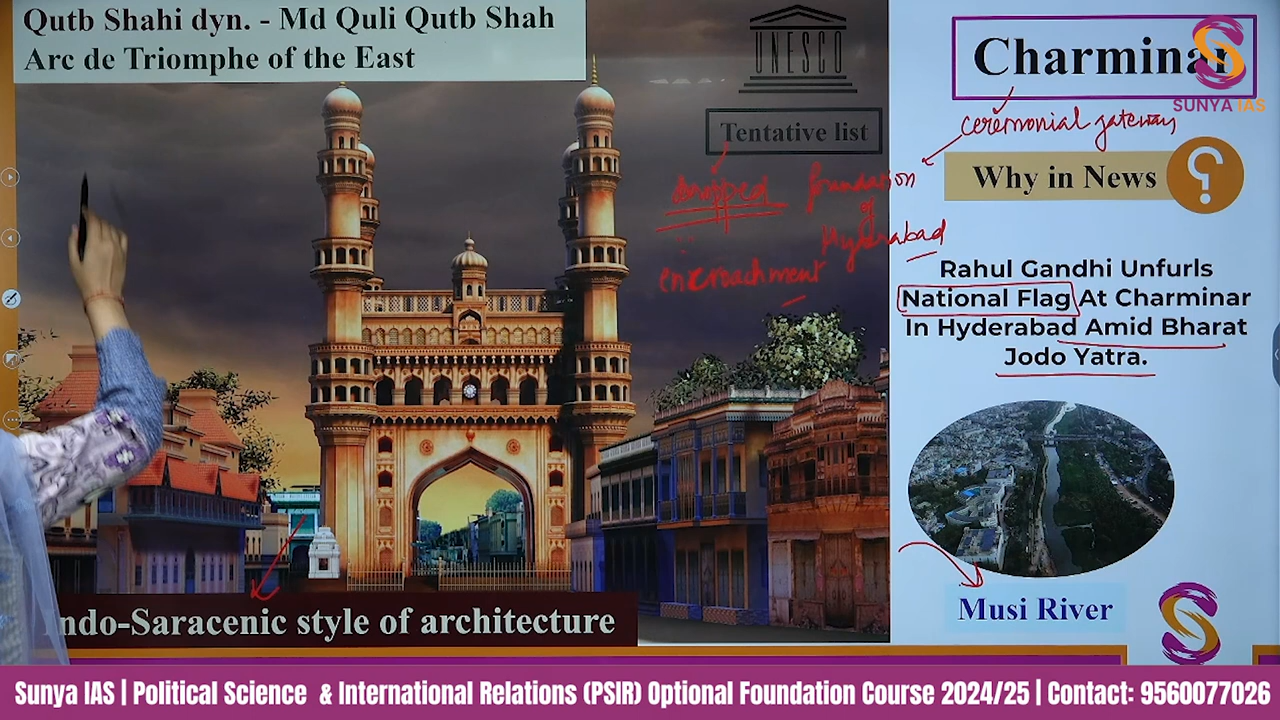 Qutb Shahi dyn. - Md Quli Qutb Shah
Arc de Triomphe of the East
UNESCO
Tentative list
dropped
encroachment
Charminar
SUNYA IAS
ceremonial gateway
foundation
of
Hyderabad
Why in News
Rahul Gandhi Unfurls
National Flag At Charminar
In Hyderabad Amid Bharat
Jodo Yatra.
Musi River
Indo-Saracenic style of architecture
Sunya IAS | Political Science & International Relations (PSIR) Optional Foundation Course 2024/25 | Contact: 9560077026